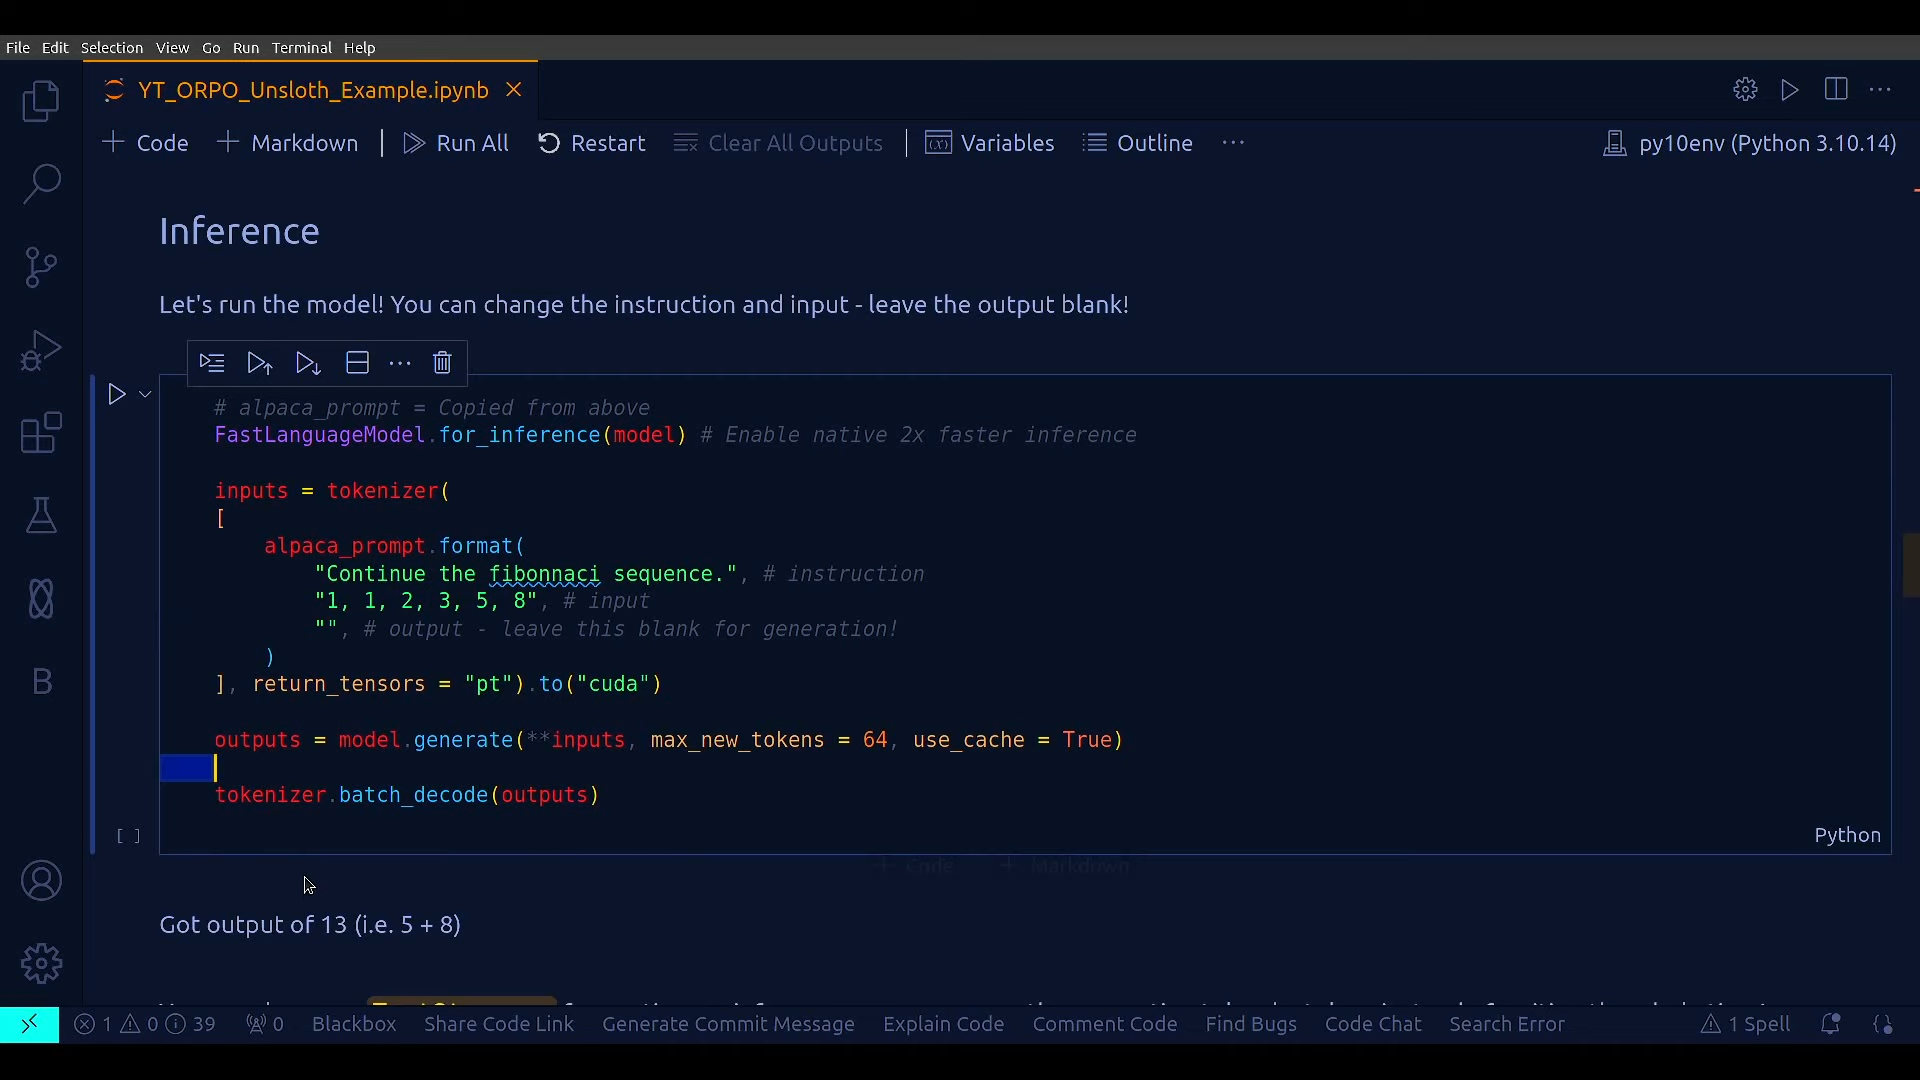 File Edit Selection View Go Run Terminal Help
YT_ORPO_Unsloth_Example.ipynb
Code Markdown Run All Restart Clear All Outputs Variables Outline ... py10env (Python 3.10.14)
Inference
Let's run the model! You can change the instruction and input - leave the output blank!
# alpaca_prompt = Copied from above
FastLanguageModel.for_inference(model) # Enable native 2x faster inference
inputs = tokenizer(
[
alpaca_prompt.format(
"Continue the fibonnaci sequence.", # instruction
"1, 1, 2, 3, 5, 8", # input
"", # output - leave this blank for generation!
)
], return_tensors = "pt").to("cuda")
outputs = model.generate(**inputs, max_new_tokens = 64, use_cache = True)
tokenizer.batch_decode(outputs)
[ ]
Python
Code Markdown
Got output of 13 (i.e. 5 + 8)
B
1 0 39 0 Blackbox Share Code Link Generate Commit Message Explain Code Comment Code Find Bugs Code Chat Search Error 1 Spell